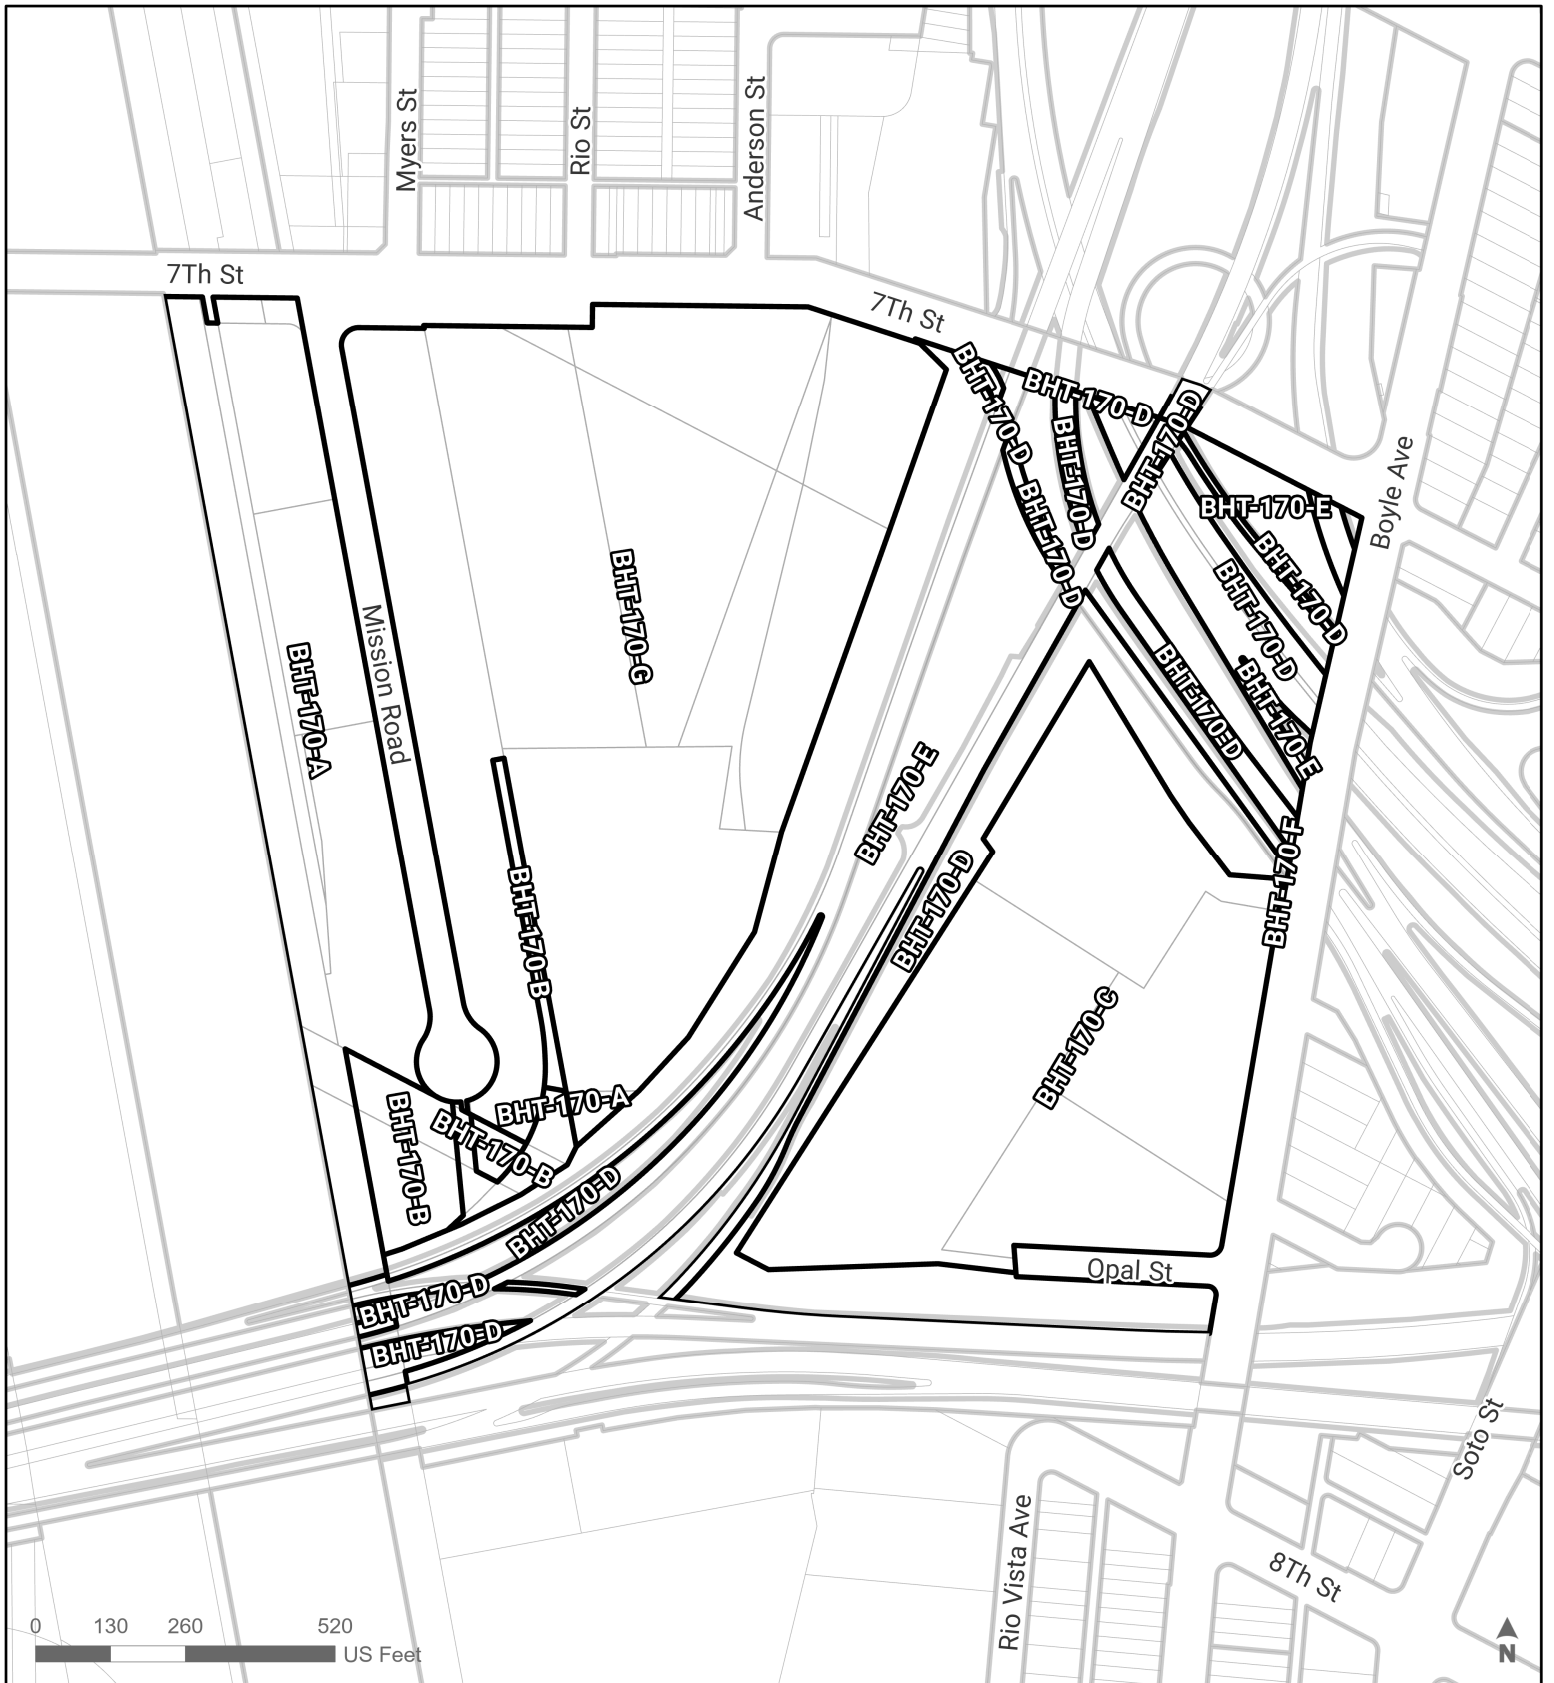 Myers St
Rio St
Anderson St
7Th St
7Th St
BHT-170-D
BHT-170-D
BHT-170-D
BHT-170-D
BHT-170-D
BHT-170-E
Boyle Ave
BHT-170-D
BHT-170-D
BHT-170-G
Mission Road
BHT-170-A
BHT-170-D
BHT-170-E
BHT-170-E
BHT-170-D
BHT-170-F
BHT-170-B
BHT-170-C
BHT-170-A
BHT-170-B
BHT-170-B
BHT-170-D
Opal St
BHT-170-D
BHT-170-D
Soto St
Rio Vista Ave
8Th St
0 130 260 520
US Feet
N